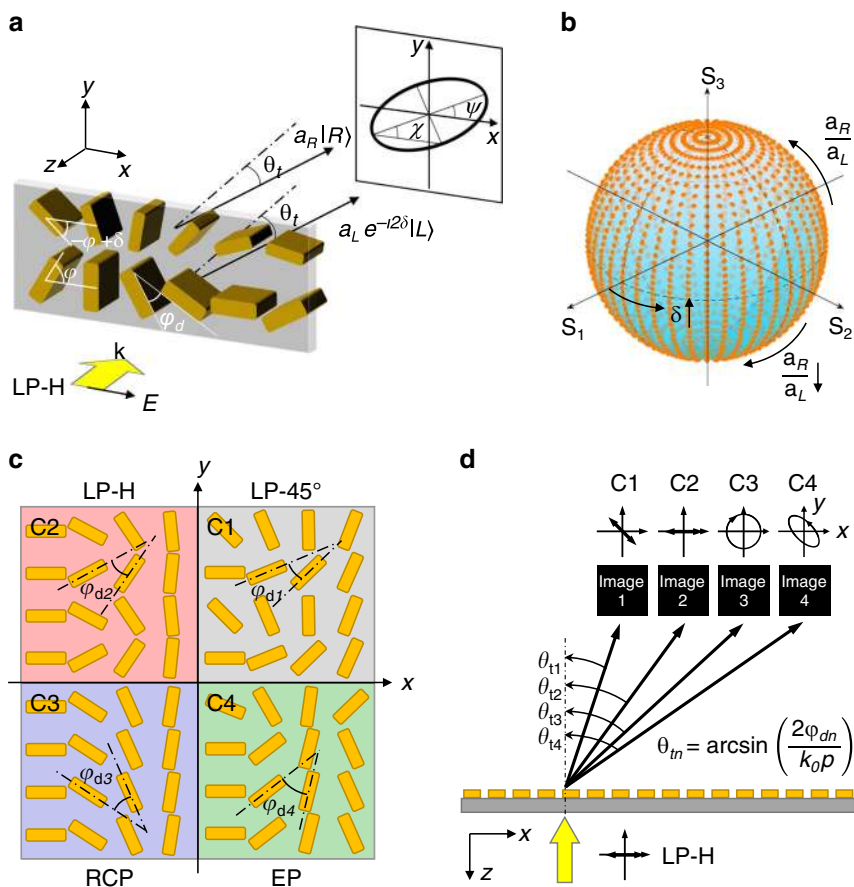 a
y
z
x
a_R |R⟩
θ_t
θ_t
a_L e^{-i2δ}|L⟩
y
ψ
χ
x
-φ+δ
φ
φ_d
k
LP-H
E
b
S_3
a_R
a_L
S_1
δ
S_2
a_R
a_L
c
y
LP-H
LP-45°
C2
C1
φ_d2
φ_d1
x
C3
C4
φ_d3
φ_d4
RCP
EP
d
C1 C2 C3 C4
y
x
Image 1
Image 2
Image 3
Image 4
θ_t1
θ_t2
θ_t3
θ_t4
θ_tn = arcsin (2φ_dn / k_0p)
x
z
LP-H